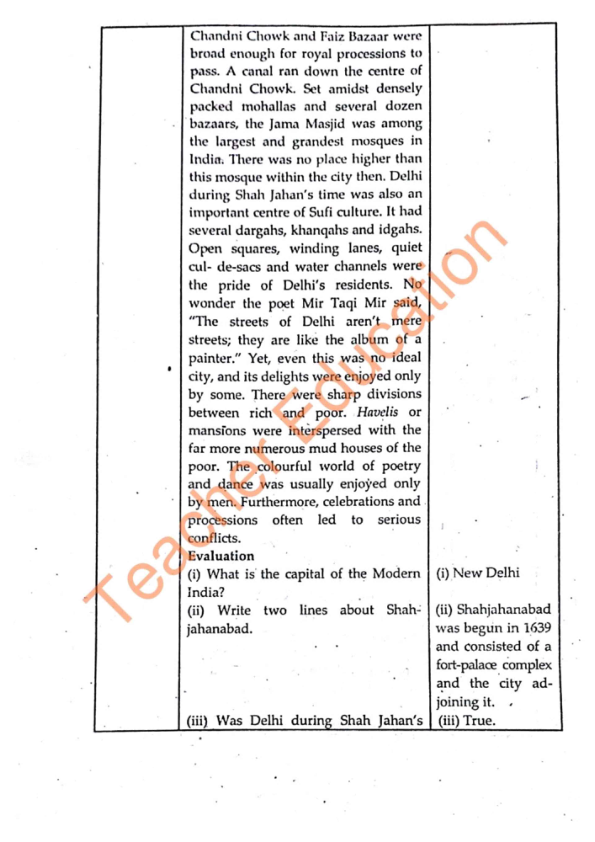 Chandni Chowk and Faiz Bazaar were
broad enough for royal processions to
pass. A canal ran down the centre of
Chandni Chowk. Set amidst densely
packed mohallas and several dozen
bazaars, the Jama Masjid was among
the largest and grandest mosques in
India. There was no place higher than
this mosque within the city then. Delhi
during Shah Jahan's time was also an
important centre of Sufi culture. It had
several dargahs, khanqahs and idgahs.
Open squares, winding lanes, quiet
cul- de-sacs and water channels were
the pride of Delhi's residents. No
wonder the poet Mir Taqi Mir said,
"The streets of Delhi aren't mere
streets; they are like the album of a
painter." Yet, even this was no ideal
city, and its delights were enjoyed only
by some. There were sharp divisions
between rich and poor. Havelis or
mansions were interspersed with the
far more numerous mud houses of the
poor. The colourful world of poetry
and dance was usually enjoyed only
by men. Furthermore, celebrations and
processions often led to serious
conflicts.
Evaluation
(i) What is the capital of the Modern
India?
(i) New Delhi
(ii) Write two lines about Shah-
jahanabad.
(ii) Shahjahanabad
was begun in 1639
and consisted of a
fort-palace complex
and the city ad-
joining it.
(iii) Was Delhi during Shah Jahan's
(iii) True.
Teacher Education